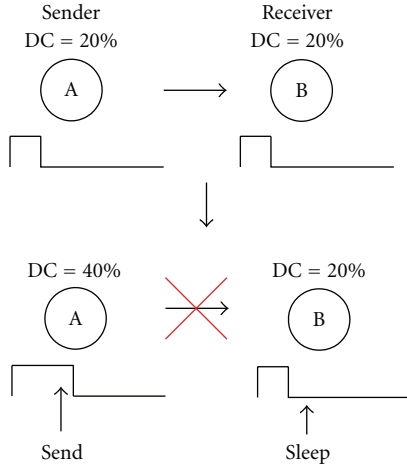 Sender
Receiver
DC = 20%
DC = 20%
A
B
DC = 40%
DC = 20%
A
B
Send
Sleep